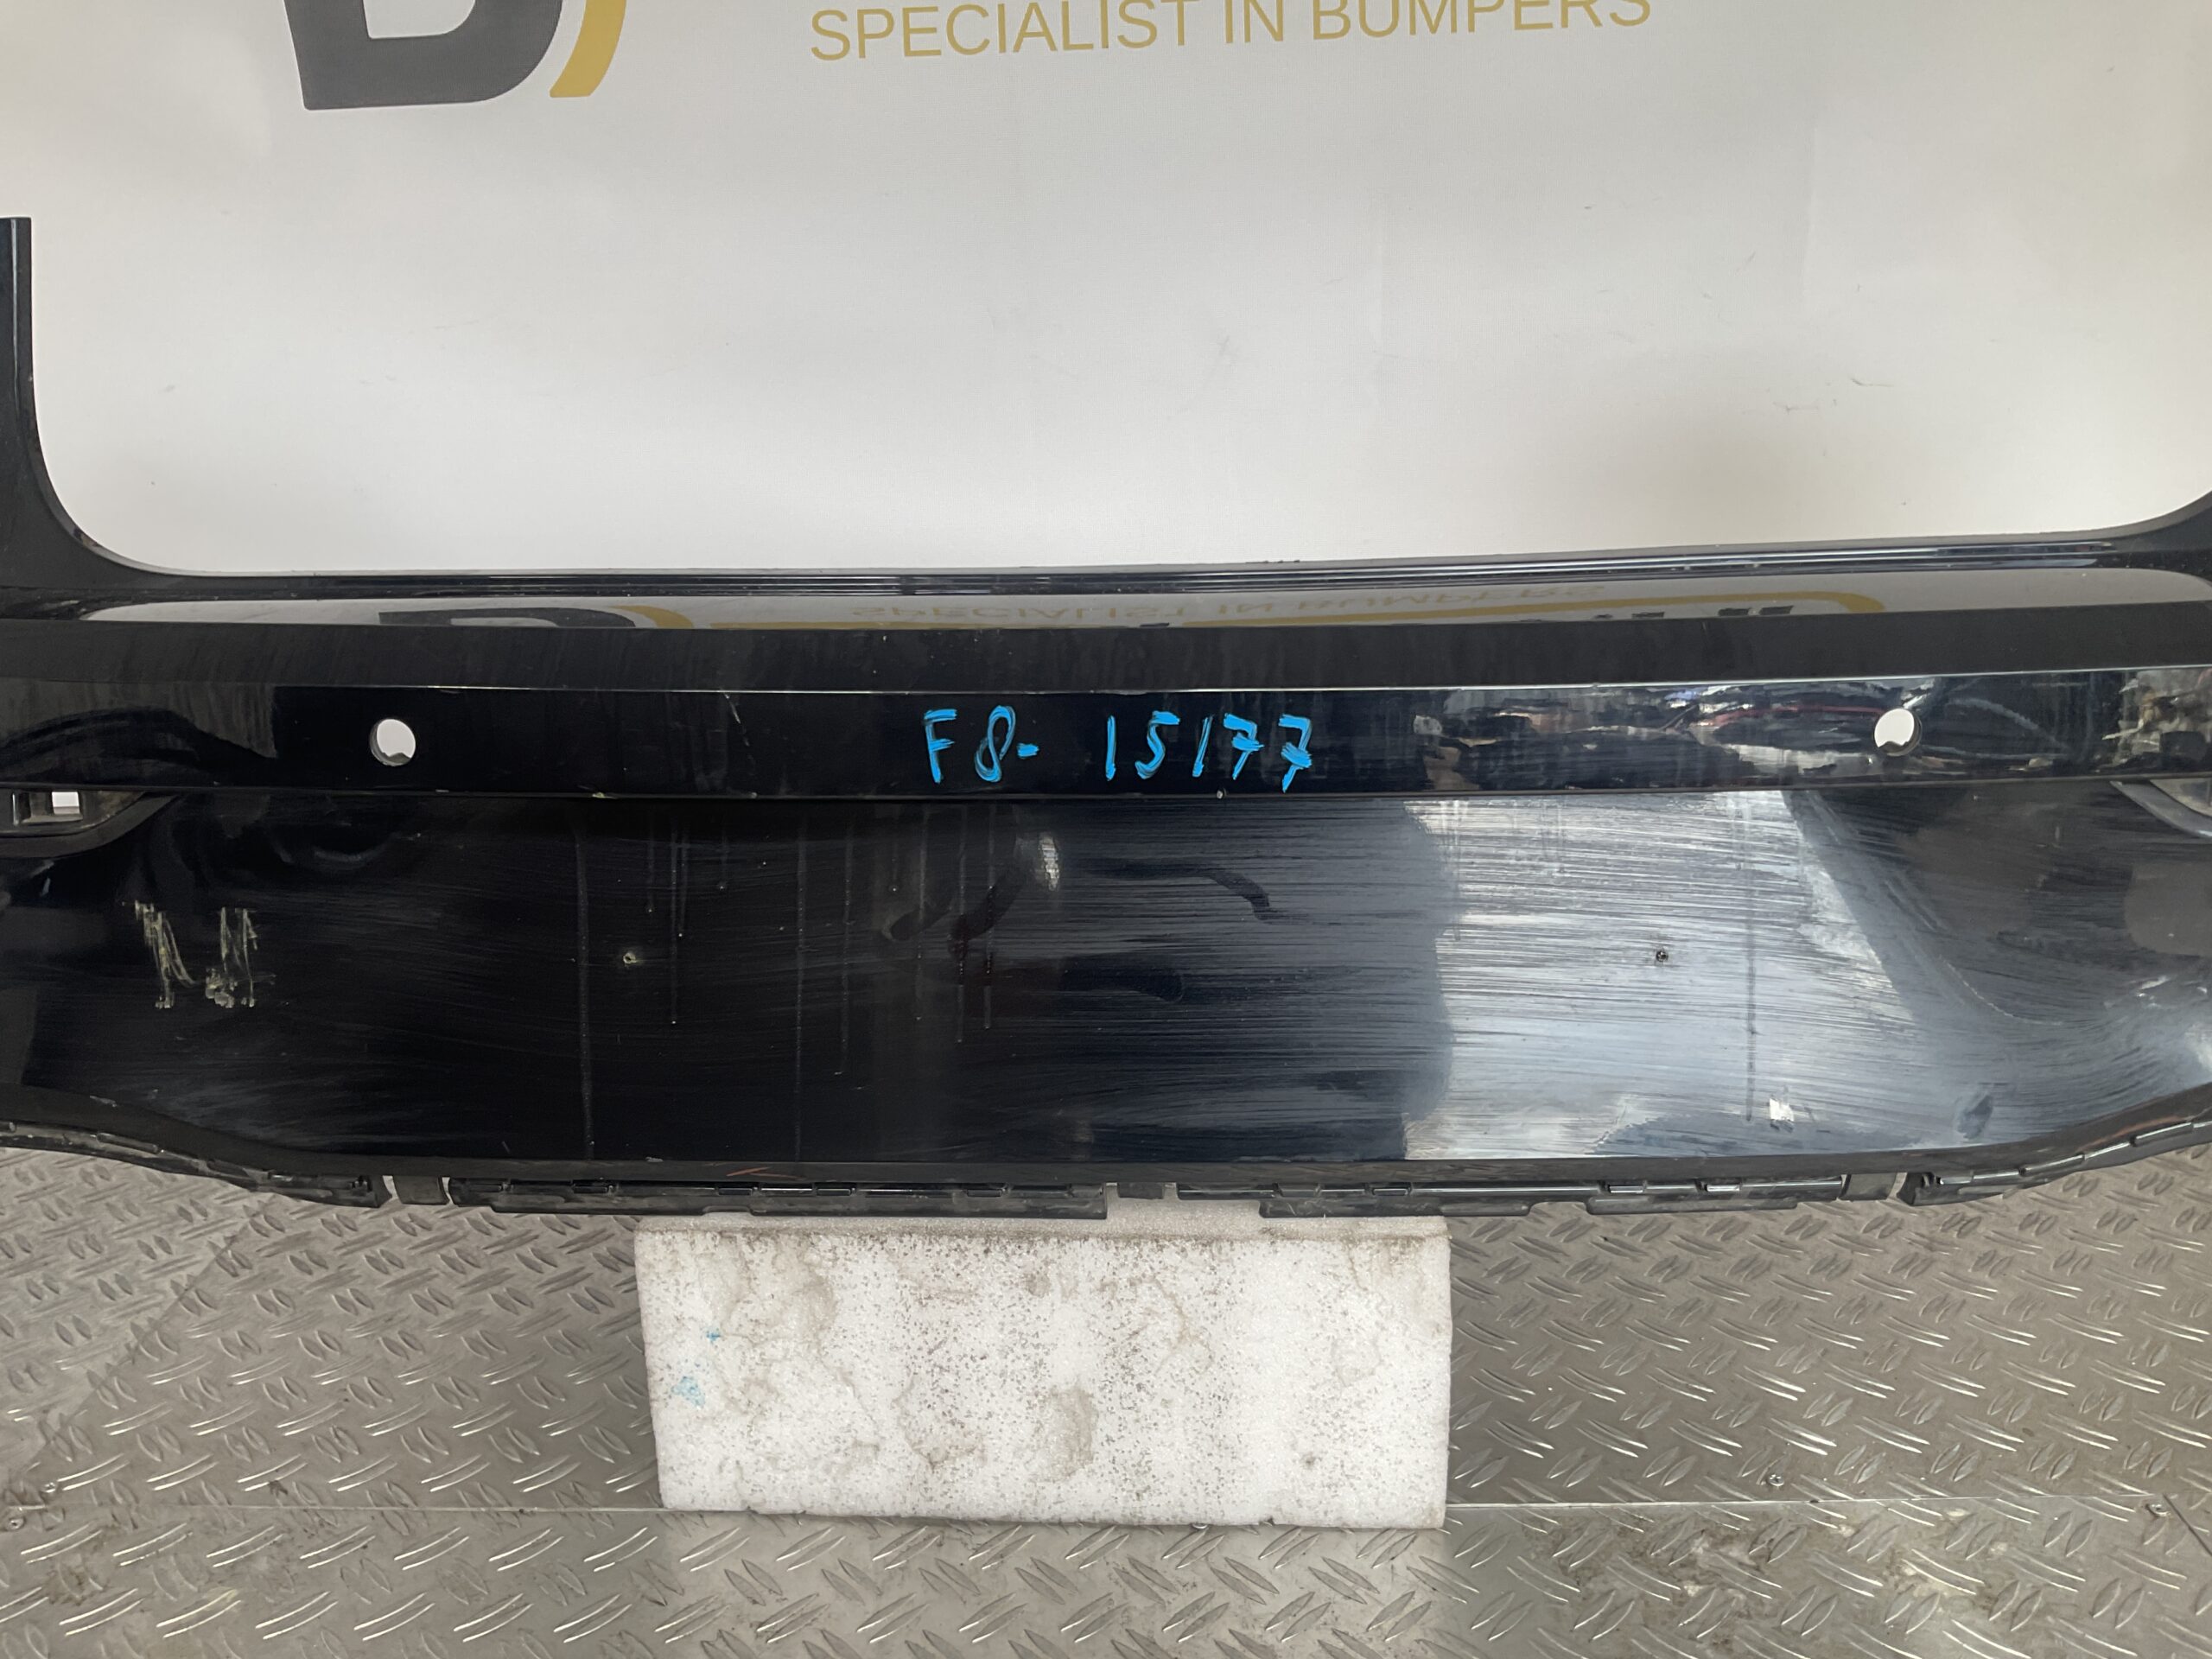 SPECIALIST IN BUMPERS
F8-15177